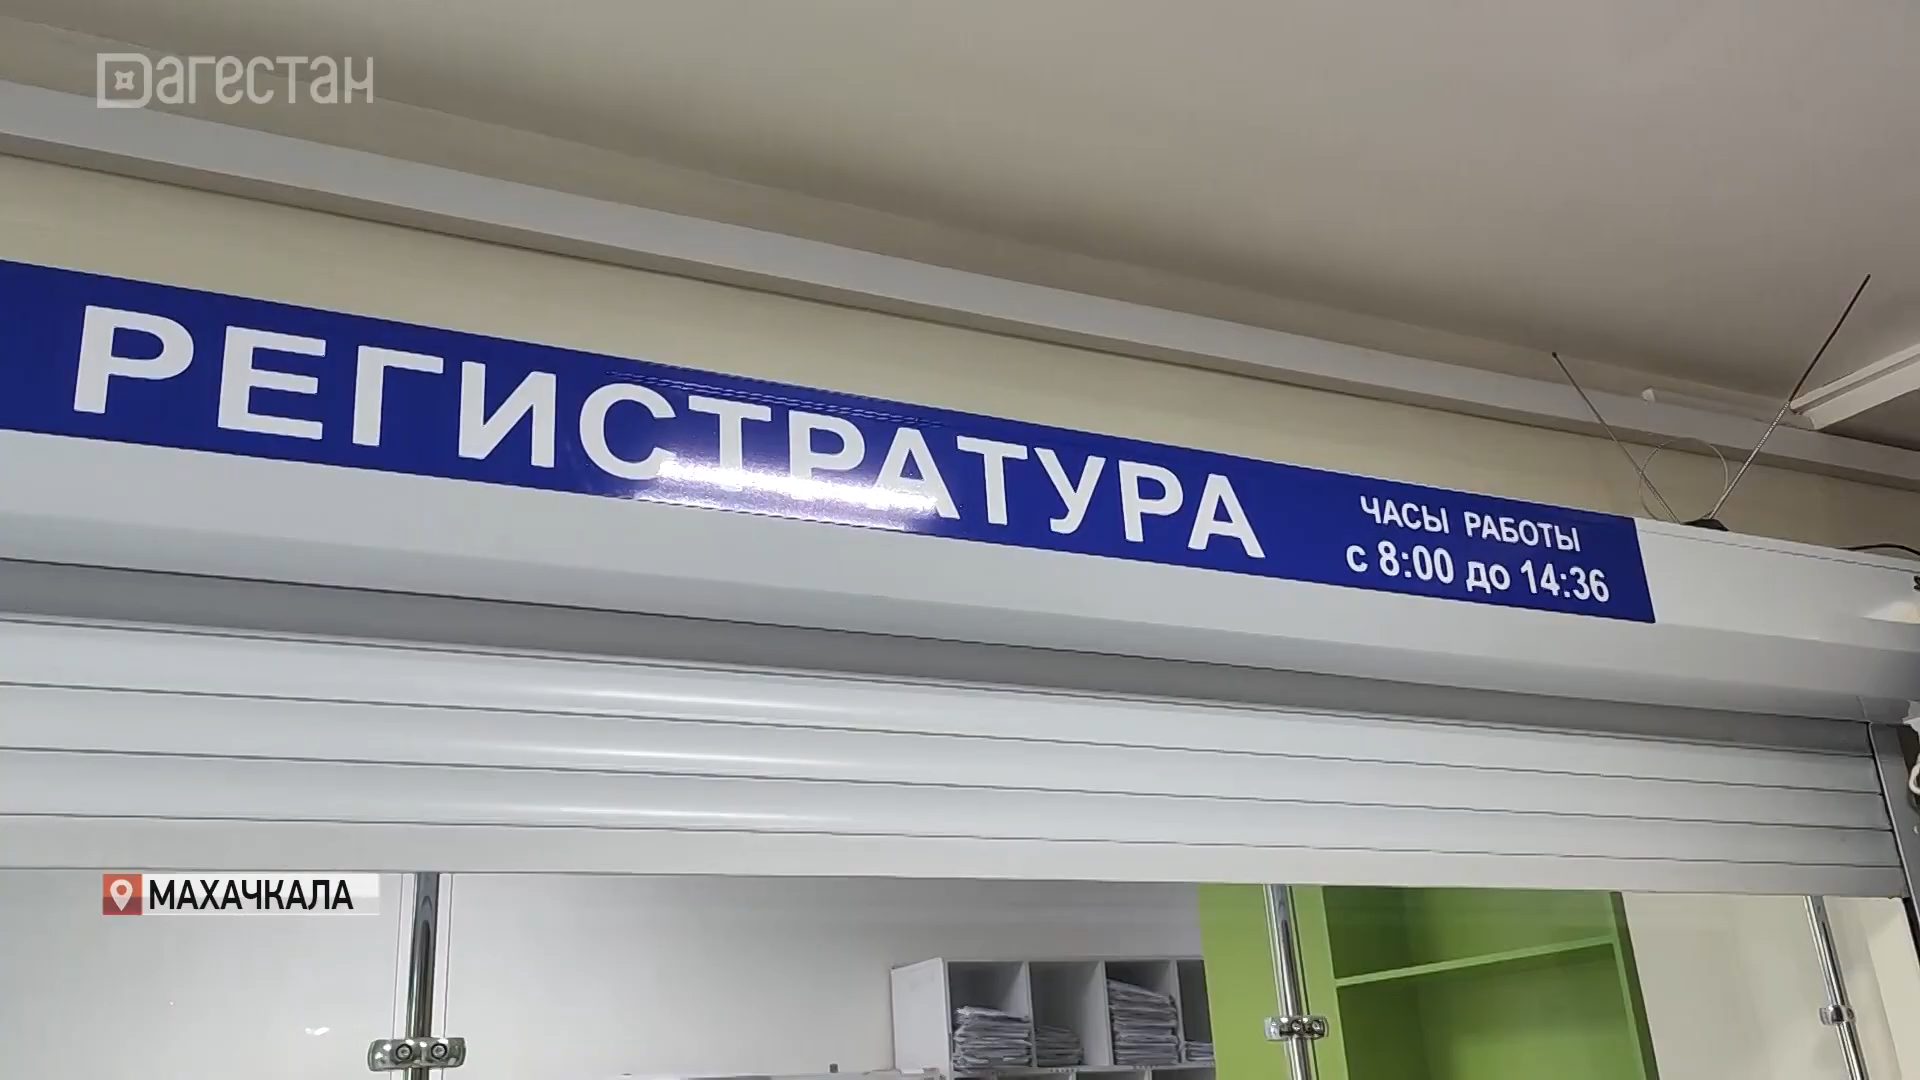 Дагестан
РЕГИСТРАТУРА
ЧАСЫ РАБОТЫ
с 8:00 до 14:36
МАХАЧКАЛА